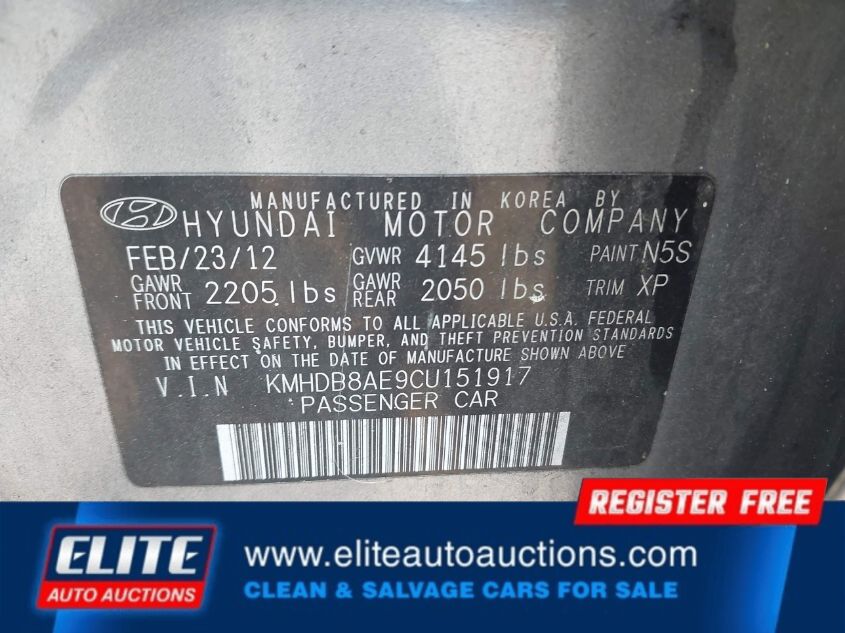 MANUFACTURED IN KOREA BY
HYUNDAI MOTOR COMPANY
FEB/23/12 GVWR 4145 lbs PAINT N5S
GAWR FRONT 2205 lbs GAWR REAR 2050 lbs TRIM XP
THIS VEHICLE CONFORMS TO ALL APPLICABLE U.S.A. FEDERAL
MOTOR VEHICLE SAFETY, BUMPER, AND THEFT PREVENTION STANDARDS
IN EFFECT ON THE DATE OF MANUFACTURE SHOWN ABOVE
V.I.N KMHDB8AE9CU151917
PASSENGER CAR
REGISTER FREE
ELITE
AUTO AUCTIONS
www.eliteautoauctions.com
CLEAN & SALVAGE CARS FOR SALE